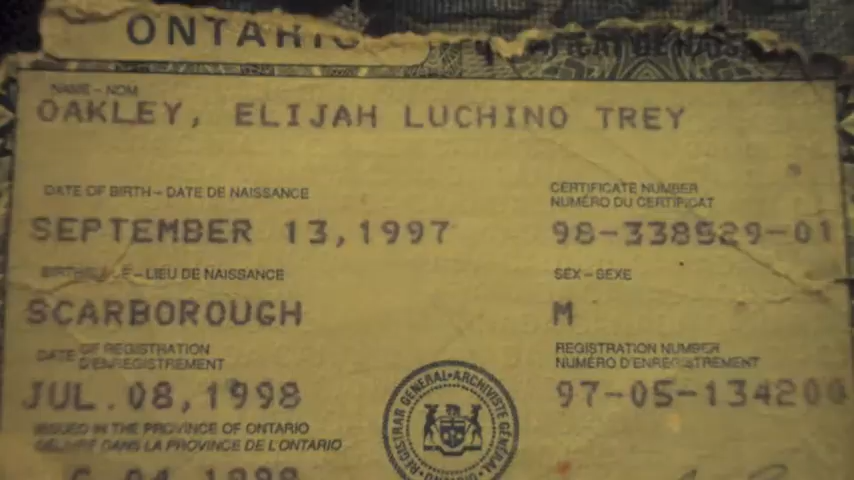 ONTARIO
NAME – NOM
OAKLEY, ELIJAH LUCHINO TREY
DATE OF BIRTH – DATE DE NAISSANCE
SEPTEMBER 13,1997
CERTIFICATE NUMBER
NUMÉRO DU CERTIFICAT
98-338529-01
– LIEU DE NAISSANCE
SCARBOROUGH
SEX – SEXE
M
DATE OF REGISTRATION
D'ENREGISTREMENT
JUL.08,1998
REGISTRATION NUMBER
NUMÉRO D'ENREGISTREMENT
97-05-134200
ISSUED IN THE PROVINCE OF ONTARIO
DÉLIVRÉ DANS LA PROVINCE DE L'ONTARIO
REGISTRAR GENERAL • ARCHIVISTE GÉNÉRAL